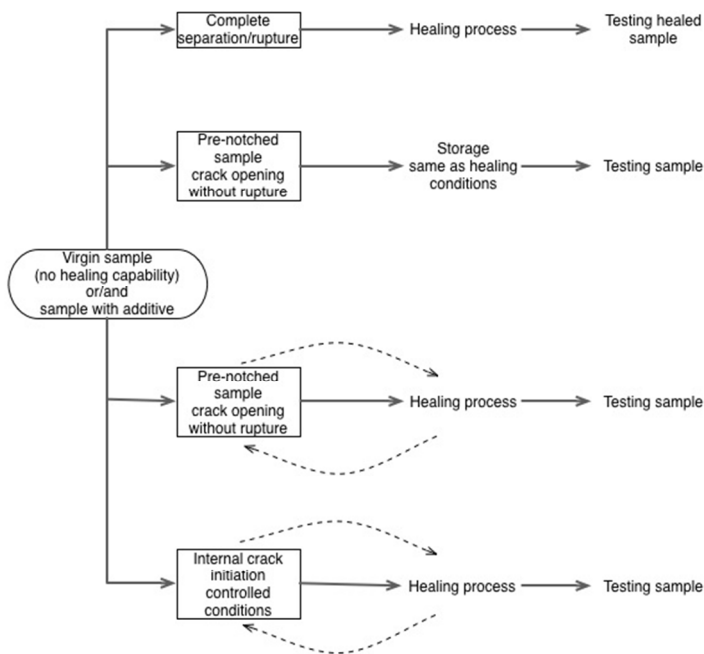 Complete
separation/rupture
Healing process
Testing healed
sample
Pre-notched
sample
crack opening
without rupture
Storage
same as healing
conditions
Testing sample
Virgin sample
(no healing capability)
or/and
sample with additive
Pre-notched
sample
crack opening
without rupture
Healing process
Testing sample
Internal crack
initiation
controlled
conditions
Healing process
Testing sample